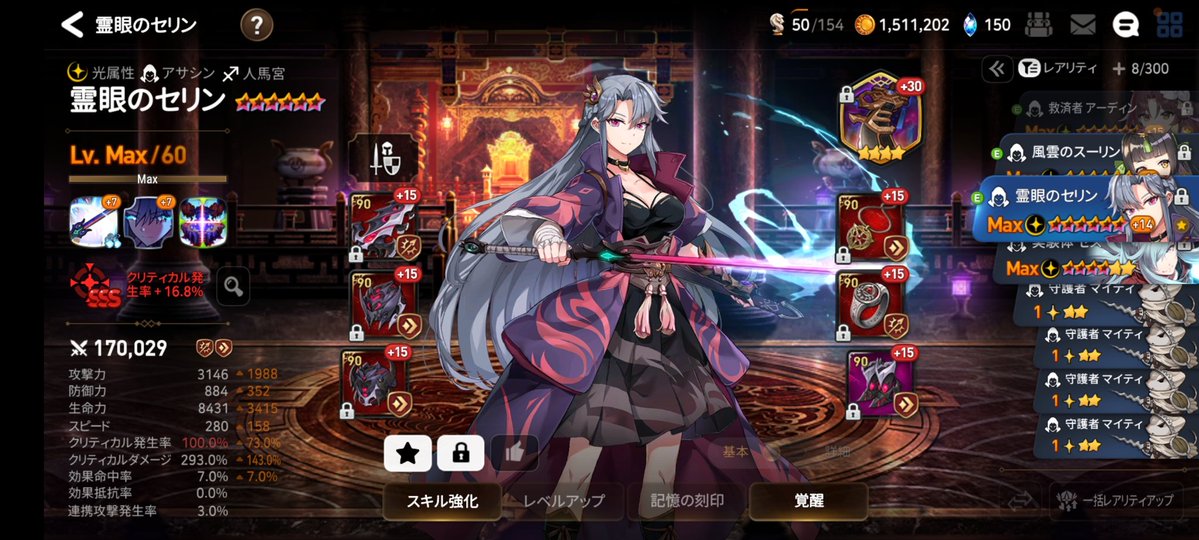 霊眼のセリン
?
50/154
1,511,202
150
光属性 アサシン 人馬宮
霊眼のセリン
Lv. Max/60
Max
+7
+7
SSS
クリティカル発
生率+16.8%
170,029
攻撃力 3146 1988
防御力 884 352
生命力 8431 3415
スピード 280 158
クリティカル発生率 100.0% 73.0%
クリティカルダメージ 293.0% 143.0%
効果命中率 7.0% 7.0%
効果抵抗率 0.0%
連携攻撃発生率 3.0%
90 +15
90 +15
90 +15
+30
90 +15
90 +15
90 +15
基本
詳細
スキル強化
レベルアップ
記憶の刻印
覚醒
レアリティ
8/300
救済者 アーディン
Max
E
風雲のスーリン
E
霊眼のセリン
Max
+14
Max
守護者 マイティ
1
守護者 マイティ
1
守護者 マイティ
1
守護者 マイティ
1
一括レアリティアップ